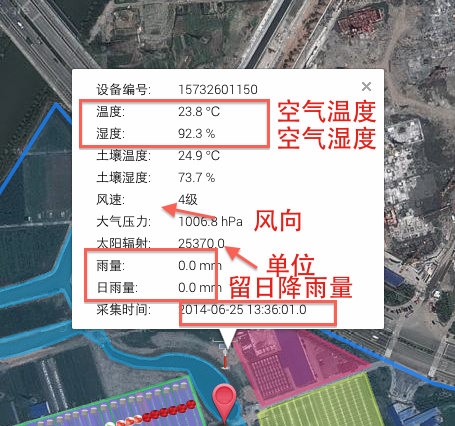 设备编号: 15732601150
温度: 23.8 ℃
空气温度
湿度: 92.3 %
空气湿度
土壤温度: 24.9 ℃
土壤湿度: 73.7 %
风速: 4级
风向
大气压力: 1006.8 hPa
太阳辐射: 25370.0
单位
雨量: 0.0 mm
日雨量: 0.0 mm
留日降雨量
采集时间: 2014-06-25 13:36:01.0